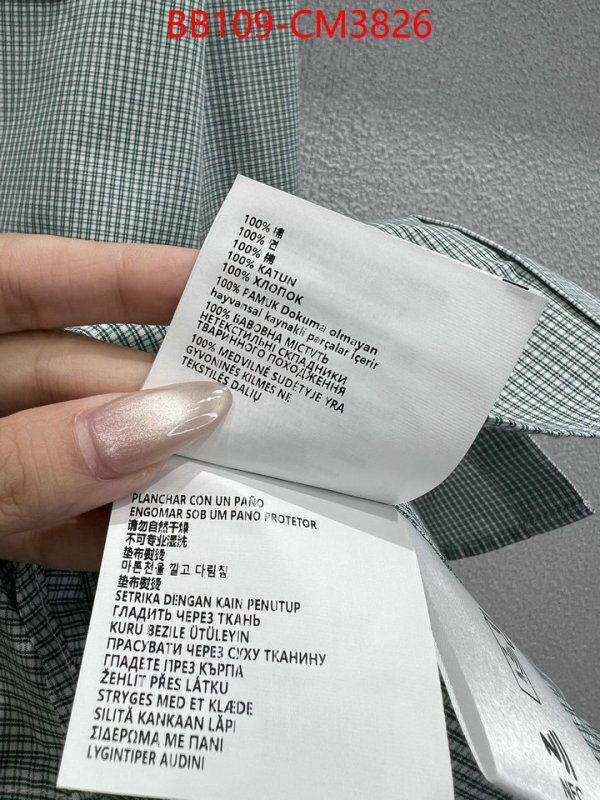 BB109-CM3826
100% 棉
100% 면
100% 棉
100% KATUN
100% ХЛОПОК
100% PAMUK Dokuma olmayan
hayvansal kaynaklı parçalar içerir
100% БАВОВНА МІСТУТЬ
НЕТЕКСТИЛЬНІ СКЛАДНИКИ
ТВАРИННОГО ПОХОДЖЕННЯ
100% MEDVILNĖ SUDĖTYJE YRA
GYVONINĖS KILMĖS NE
TEKSTILĖS DALIŲ
PLANCHAR CON UN PAÑO
ENGOMAR SOB UM PANO PROTETOR
请勿自然干燥
不可专业湿洗
垫布熨烫
마른천을 깔고 다림질
垫布熨烫
SETRIKA DENGAN KAIN PENUTUP
ГЛАДИТЬ ЧЕРЕЗ ТКАНЬ
KURU BEZILE ÜTÜLEYIN
ПРАСУВАТИ ЧЕРЕЗ СУХУ ТКАНИНУ
ГЛАДЕТЕ ПРЕЗ КЪРПА
ŽEHLIT PŘES LÁTKU
STRYGES MED ET KLÆDE
SILITÄ KANKAAN LÄPI
ΣΙΔΕΡΩΜΑ ΜΕ ΠΑΝΙ
LYGINTIPER AUDINI
NFC